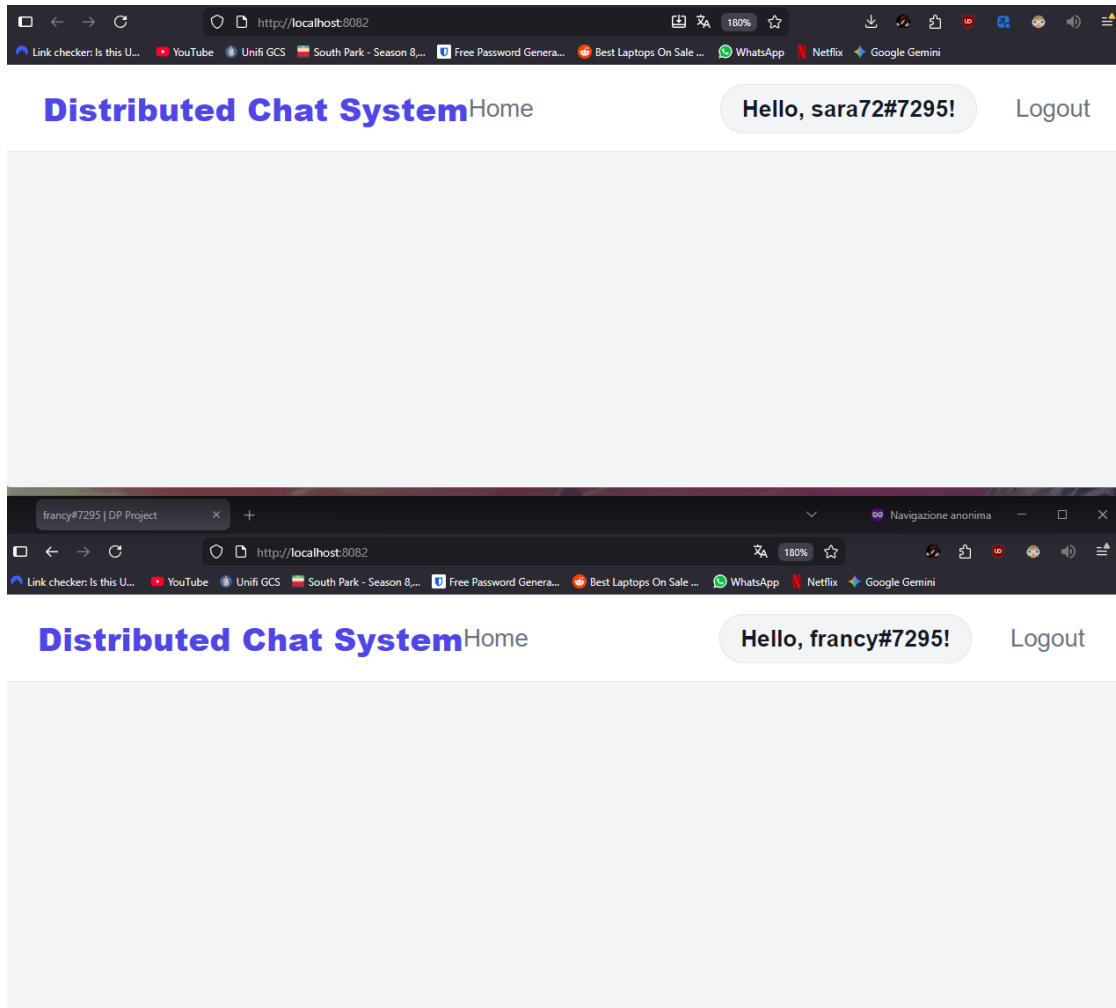 http://localhost:8082 180%
Link checker: Is this U... YouTube Unifi GCS South Park - Season 8,... Free Password Genera... Best Laptops On Sale ... WhatsApp Netflix Google Gemini
Distributed Chat System Home Hello, sara72#7295! Logout
francy#7295 | DP Project Navigazione anonima
http://localhost:8082 180%
Link checker: Is this U... YouTube Unifi GCS South Park - Season 8,... Free Password Genera... Best Laptops On Sale ... WhatsApp Netflix Google Gemini
Distributed Chat System Home Hello, francy#7295! Logout